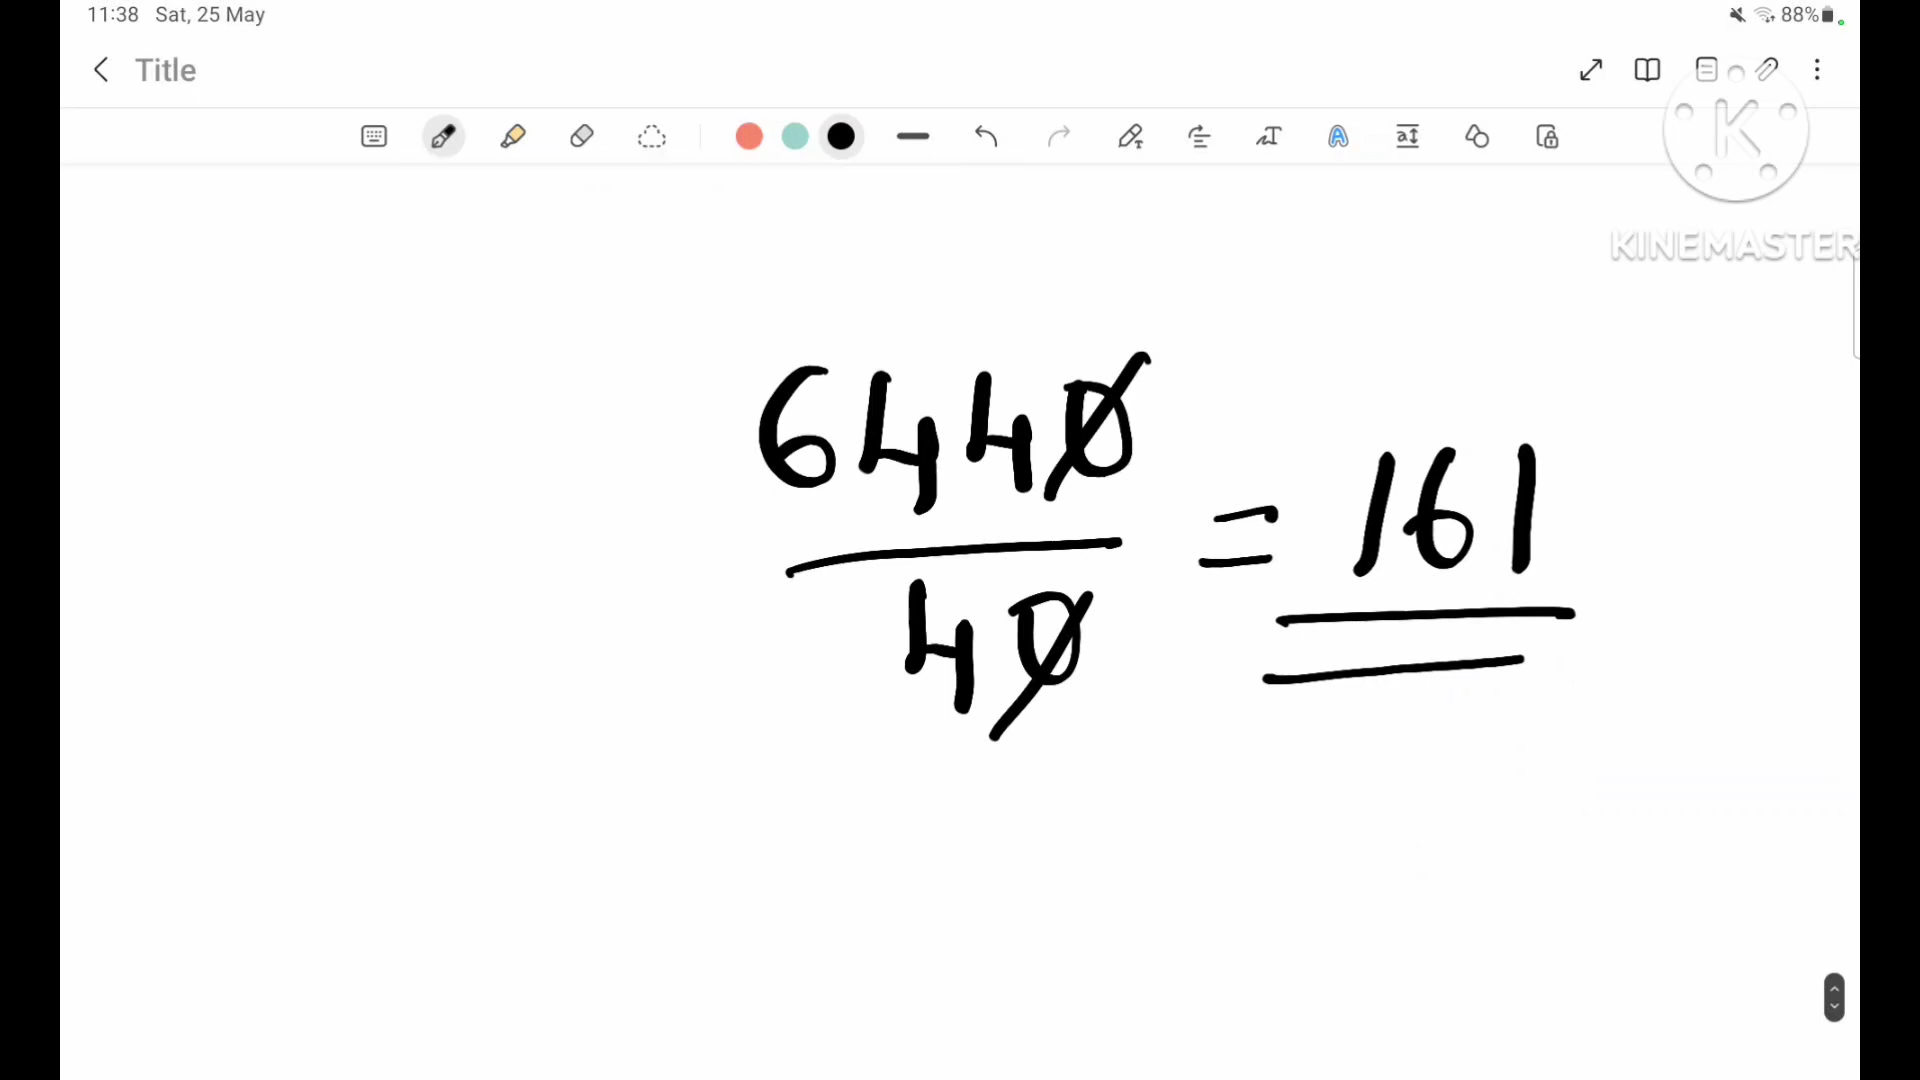 11:38 Sat, 25 May 88%
Title
K
KINEMASTER
6440
= 161
40